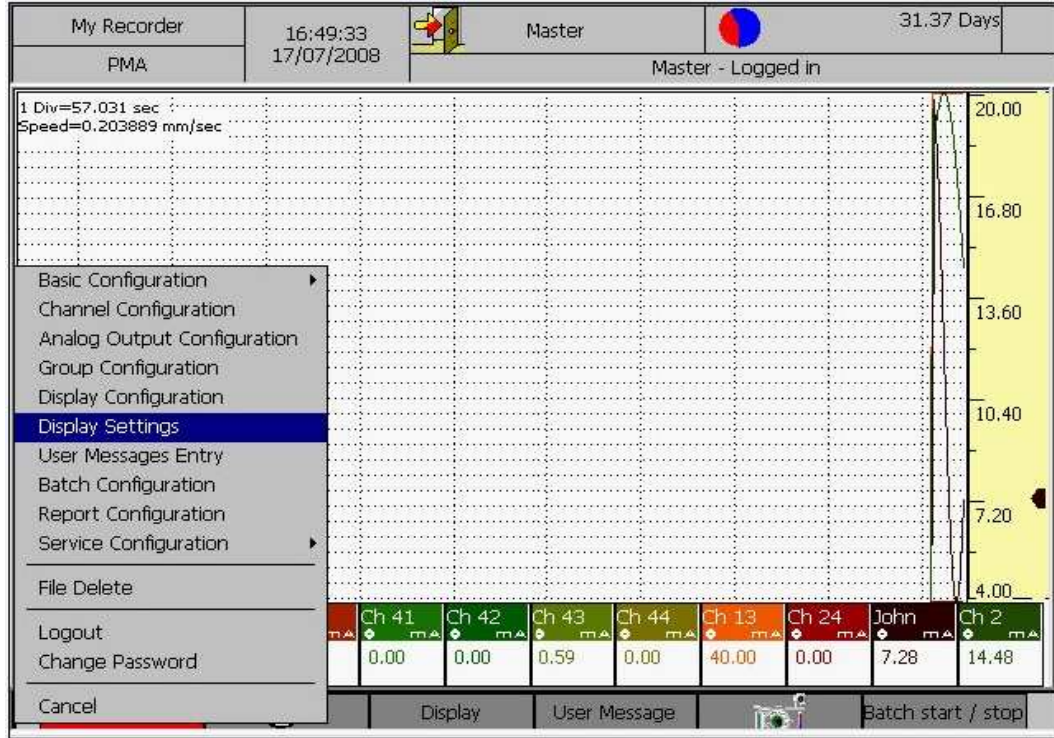 My Recorder
PMA
16:49:33
17/07/2008
Master
31.37 Days
Master - Logged in
1 Div=57.031 sec
Speed=0.203889 mm/sec
20.00
16.80
13.60
10.40
7.20
4.00
Basic Configuration
Channel Configuration
Analog Output Configuration
Group Configuration
Display Configuration
Display Settings
User Messages Entry
Batch Configuration
Report Configuration
Service Configuration
File Delete
Logout
Change Password
Cancel
mA
Ch 41 mA
0.00
Ch 42 mA
0.00
Ch 43 mA
0.59
Ch 44 mA
0.00
Ch 13 mA
40.00
Ch 24 mA
0.00
John mA
7.28
Ch 2 mA
14.48
Display
User Message
Batch start / stop